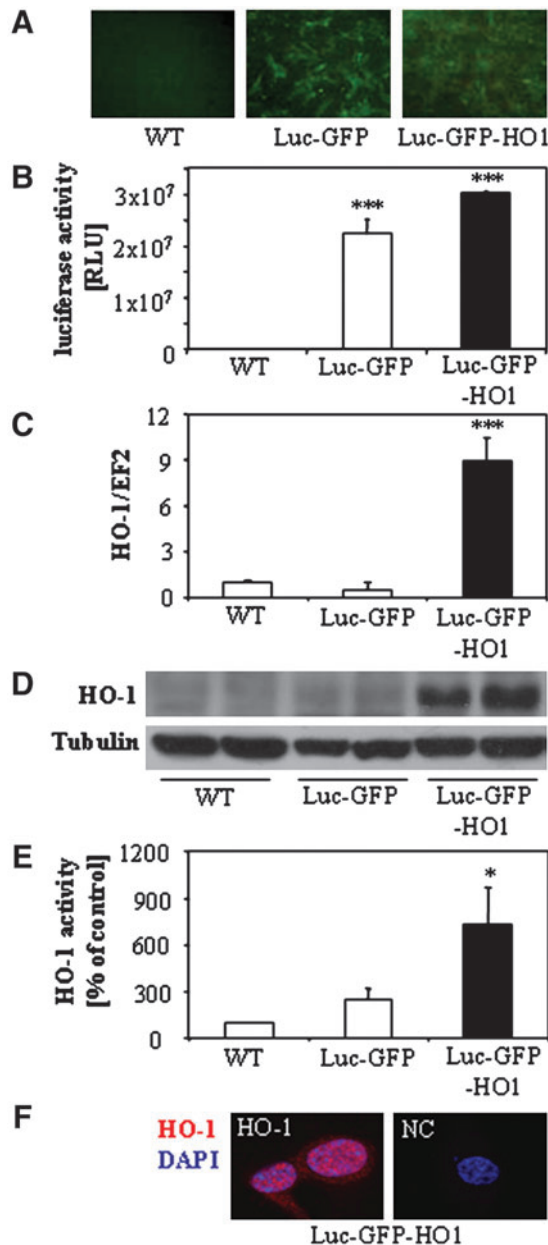 A
WT Luc-GFP Luc-GFP-HO1
B
luciferase activity
[RLU]
3x10⁷
2x10⁷
1x10⁷
0
*** ***
WT Luc-GFP Luc-GFP
-HO1
C
HO-1/EF2
12
9
6
3
0
***
WT Luc-GFP Luc-GFP
-HO1
D
HO-1
Tubulin
WT Luc-GFP Luc-GFP
-HO1
E
HO-1 activity
[% of control]
1200
900
600
300
0
*
WT Luc-GFP Luc-GFP
-HO1
F
HO-1 HO-1 NC
DAPI
Luc-GFP-HO1